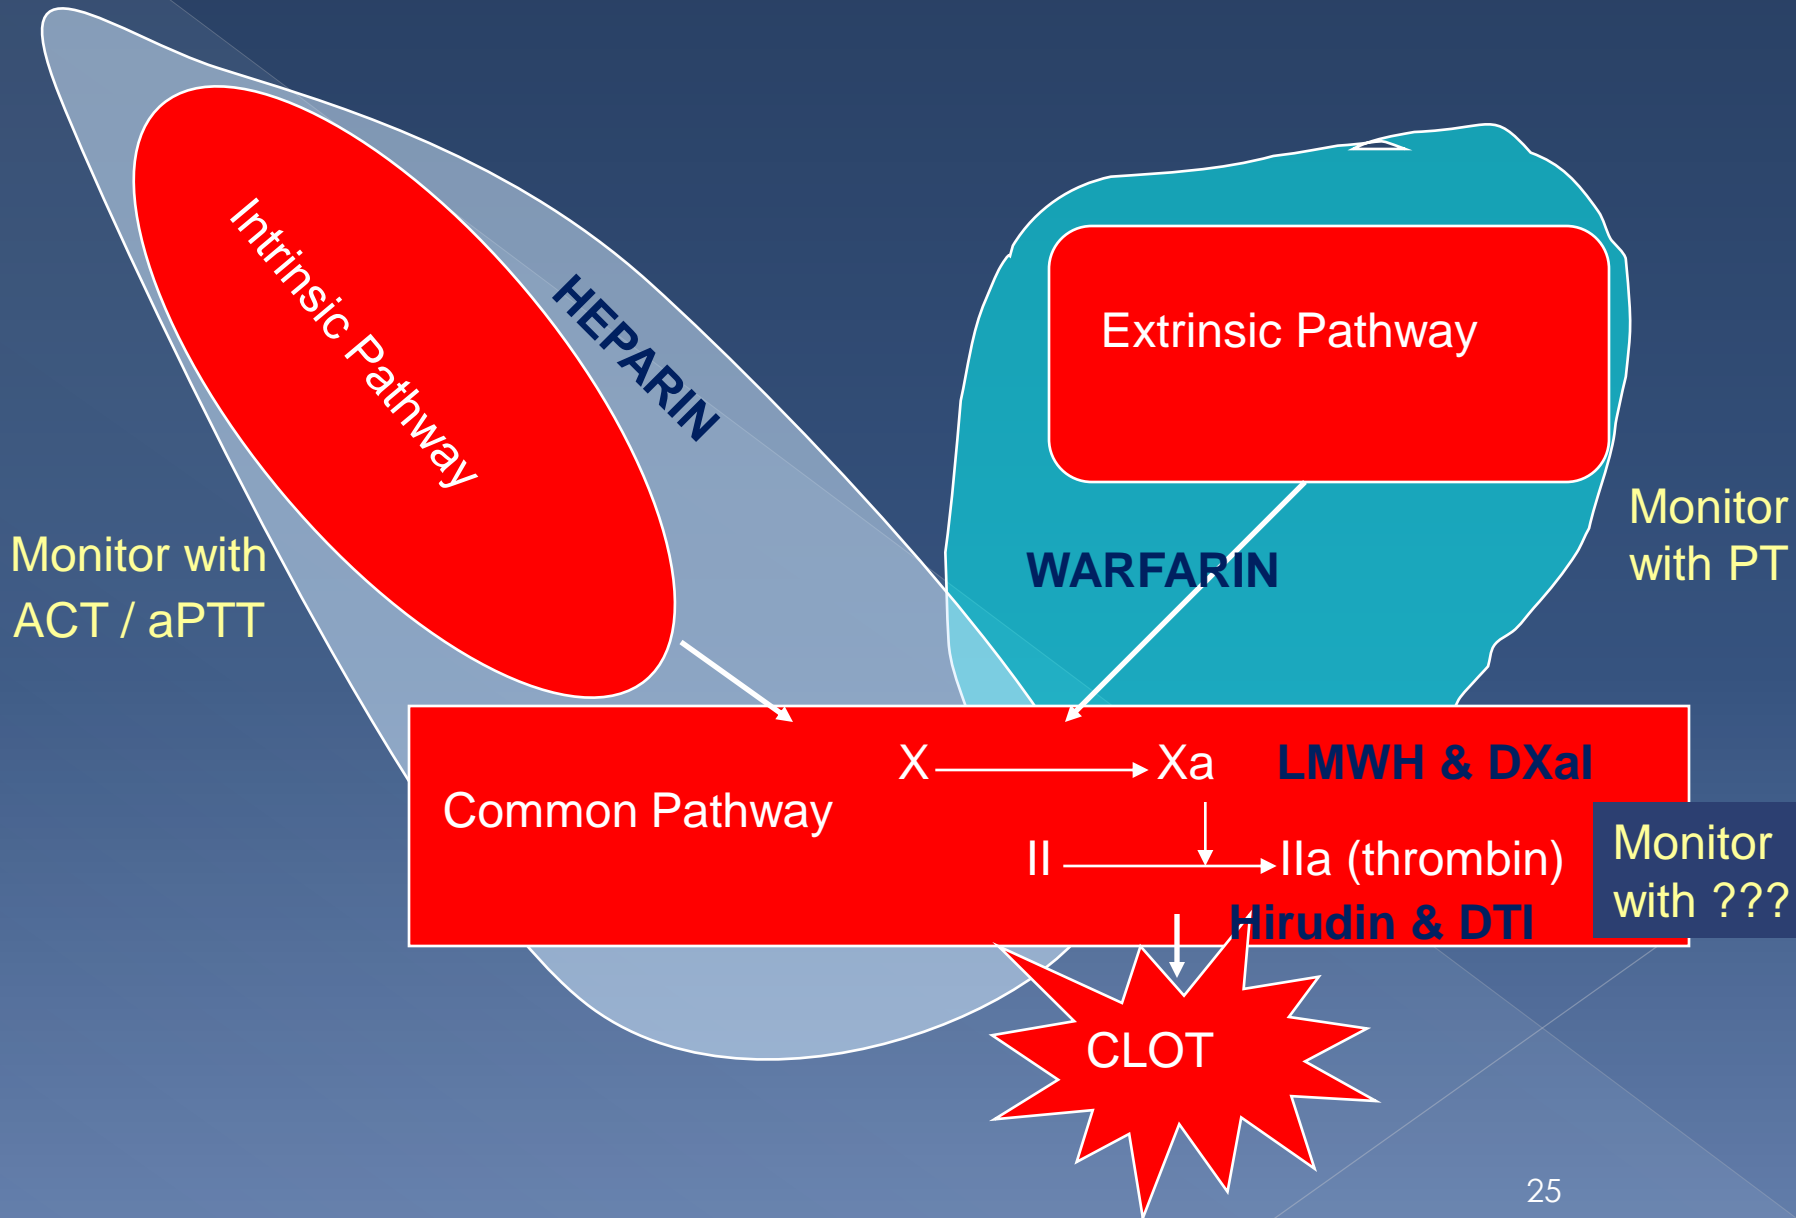 Intrinsic Pathway
HEPARIN
Extrinsic Pathway
Monitor with
ACT / aPTT
WARFARIN
Monitor
with PT
X
Xa
LMWH & DXaI
Common Pathway
II
IIa (thrombin)
Monitor
with ???
Hirudin & DTI
CLOT
25